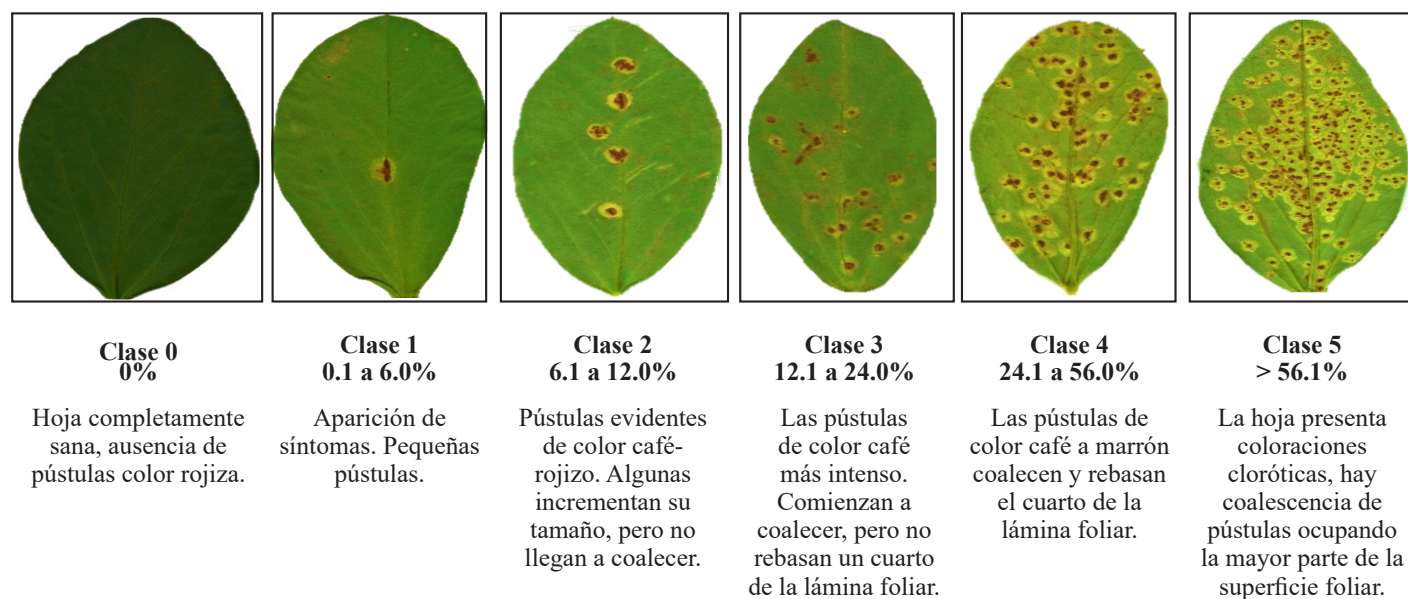 Clase 0
0%
Hoja completamente
sana, ausencia de
pústulas color rojiza.
Clase 1
0.1 a 6.0%
Aparición de
síntomas. Pequeñas
pústulas.
Clase 2
6.1 a 12.0%
Pústulas evidentes
de color café-
rojizo. Algunas
incrementan su
tamaño, pero no
llegan a coalecer.
Clase 3
12.1 a 24.0%
Las pústulas
de color café
más intenso.
Comienzan a
coalecer, pero no
rebasan un cuarto
de la lámina foliar.
Clase 4
24.1 a 56.0%
Las pústulas de
color café a marrón
coalecen y rebasan
el cuarto de la
lámina foliar.
Clase 5
> 56.1%
La hoja presenta
coloraciones
cloróticas, hay
coalescencia de
pústulas ocupando
la mayor parte de la
superficie foliar.